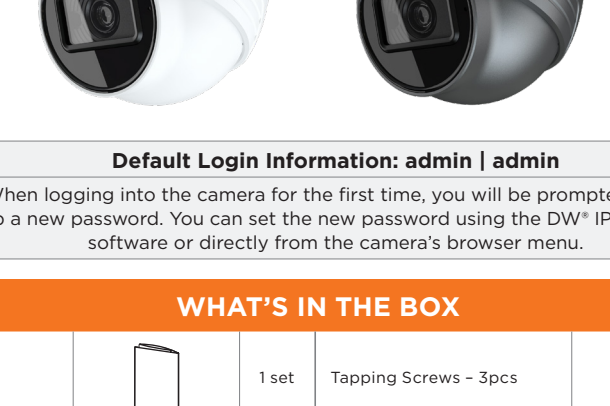 Default Login Information: admin | admin
hen logging into the camera for the first time, you will be prompte
a new password. You can set the new password using the DW® IP
software or directly from the camera's browser menu.
WHAT'S IN THE BOX
1 set
Tapping Screws – 3pcs